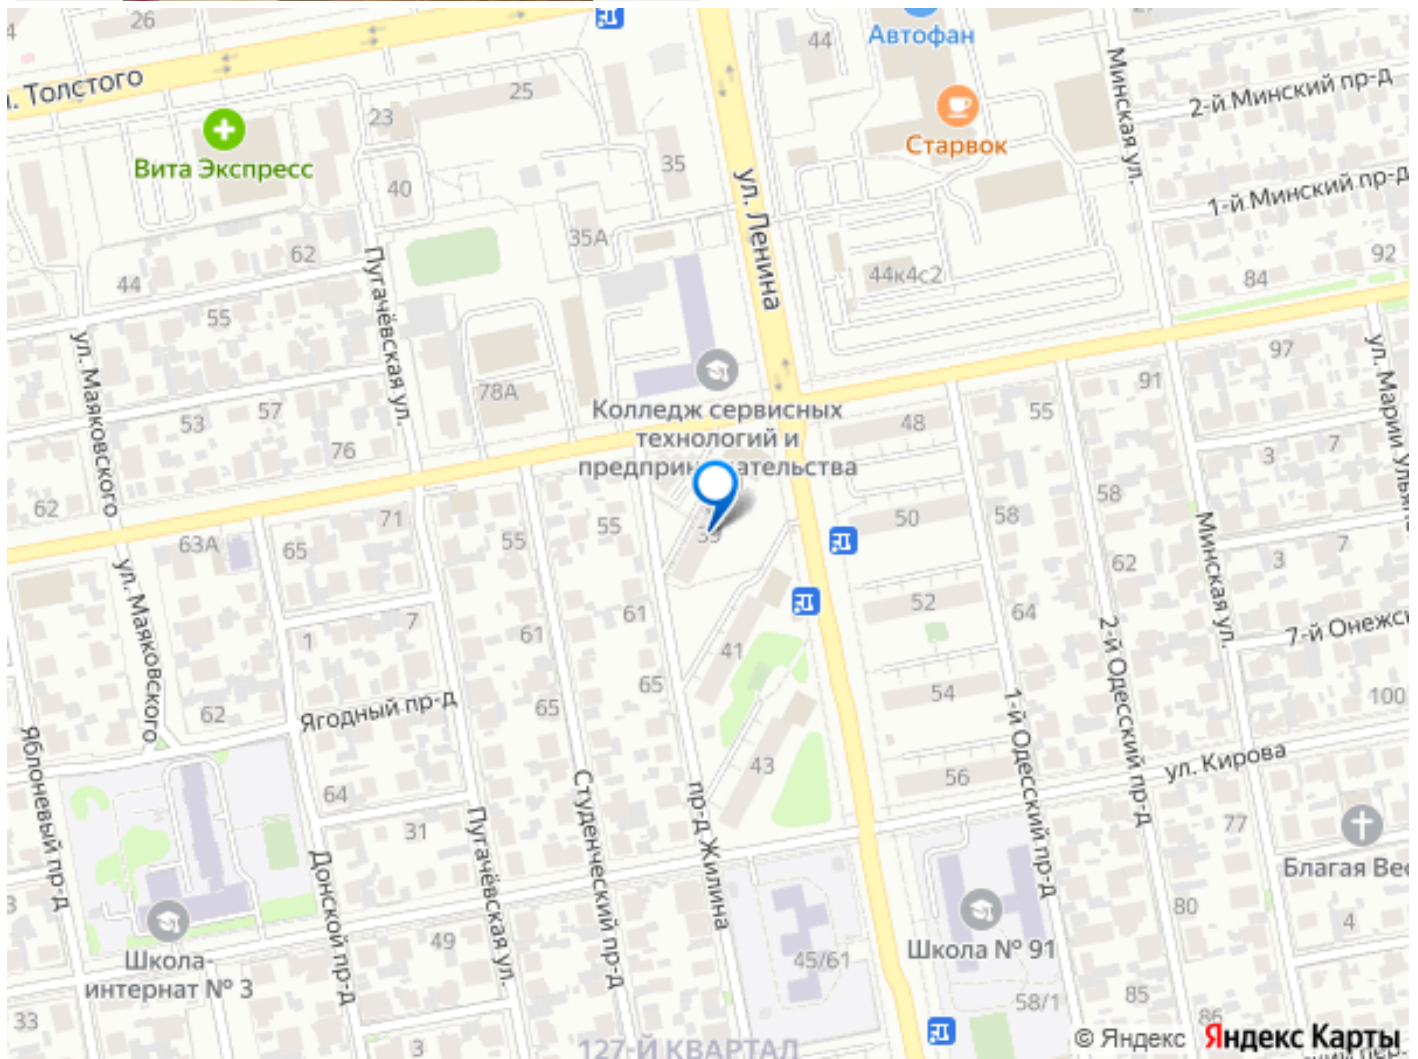 26
44
Автофан
Минская ул.
2-й Минский пр-д
Толстого
25
23
Вита Экспресс
35
Старвок
40
ул. Ленина
1-й Минский пр-д
35А
62
44
44к4с2
92
84
55
Пугачёвская ул.
ул. Маяковского
97
ул. Марии Ульян
91
78А
Колледж сервисных
технологий и
предпринимательства
57
53
76
48
55
7
3
62
71
58
50
58
55
55
63А
65
Минская ул.
7
3
62
ул. Маяковского
52
64
61
61
7
1
41
7-й Онежск
2-й Одесский пр-д
65
65
54
100
62
Ягодный пр-д
1-й Одесский пр-д
Яблоневый пр-д
43
56
ул. Кирова
64
31
Студенческий пр-д
пр-д Жилина
77
Пугачёвская ул.
Донской пр-д
Благая Вес
80
4
49
Школа-
интернат № 3
45/61
Школа № 91
58/1
85
86
33
3
127-Й КВАРТАЛ
© Яндекс Яндекс Карты